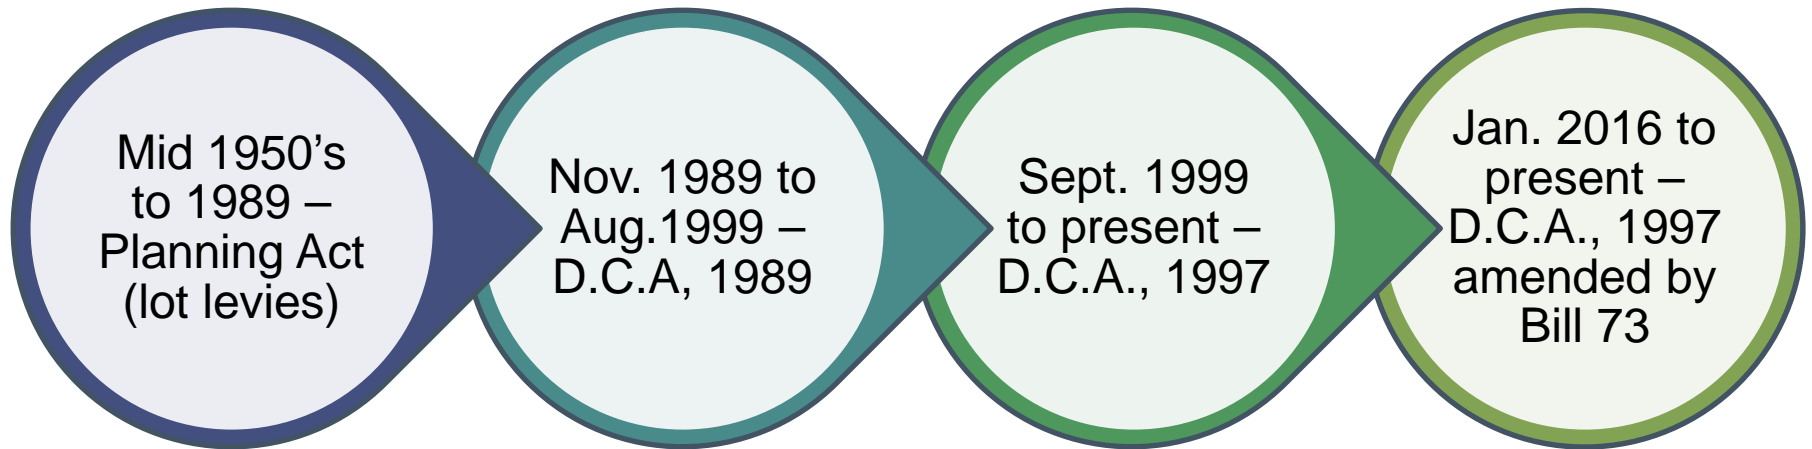 Mid 1950’s
to 1989 –
Planning Act
(lot levies)
Nov. 1989 to
Aug.1999 –
D.C.A, 1989
Sept. 1999
to present –
D.C.A., 1997
Jan. 2016 to
present –
D.C.A., 1997
amended by
Bill 73